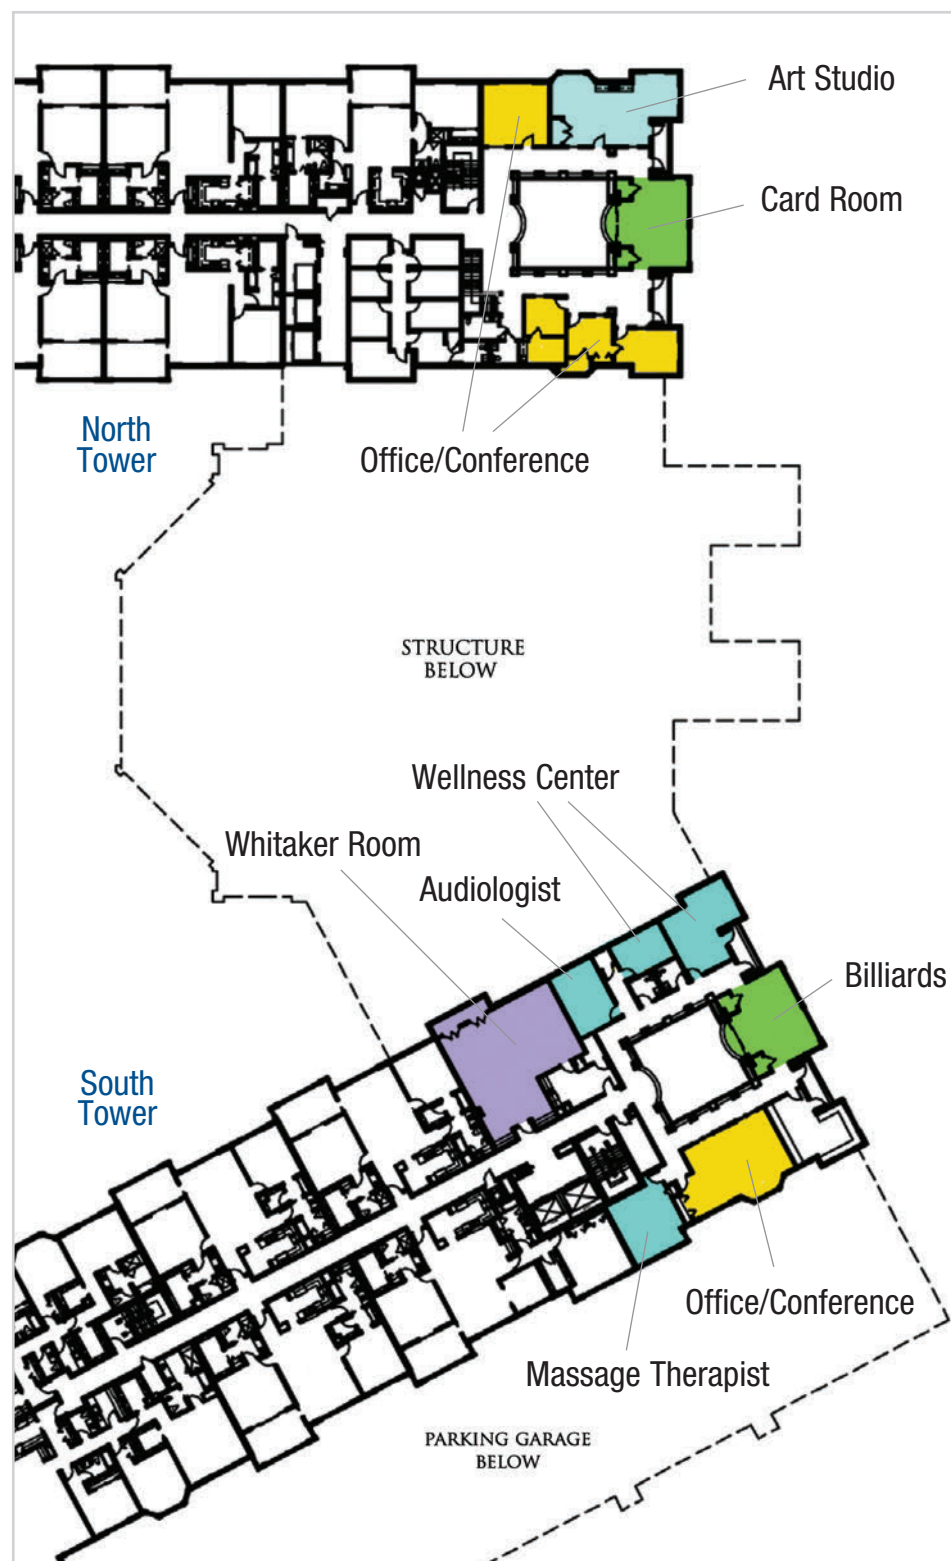 Art Studio
Card Room
North
Tower
Office/Conference
STRUCTURE
BELOW
Wellness Center
Whitaker Room
Audiologist
Billiards
South
Tower
Office/Conference
Massage Therapist
PARKING GARAGE
BELOW